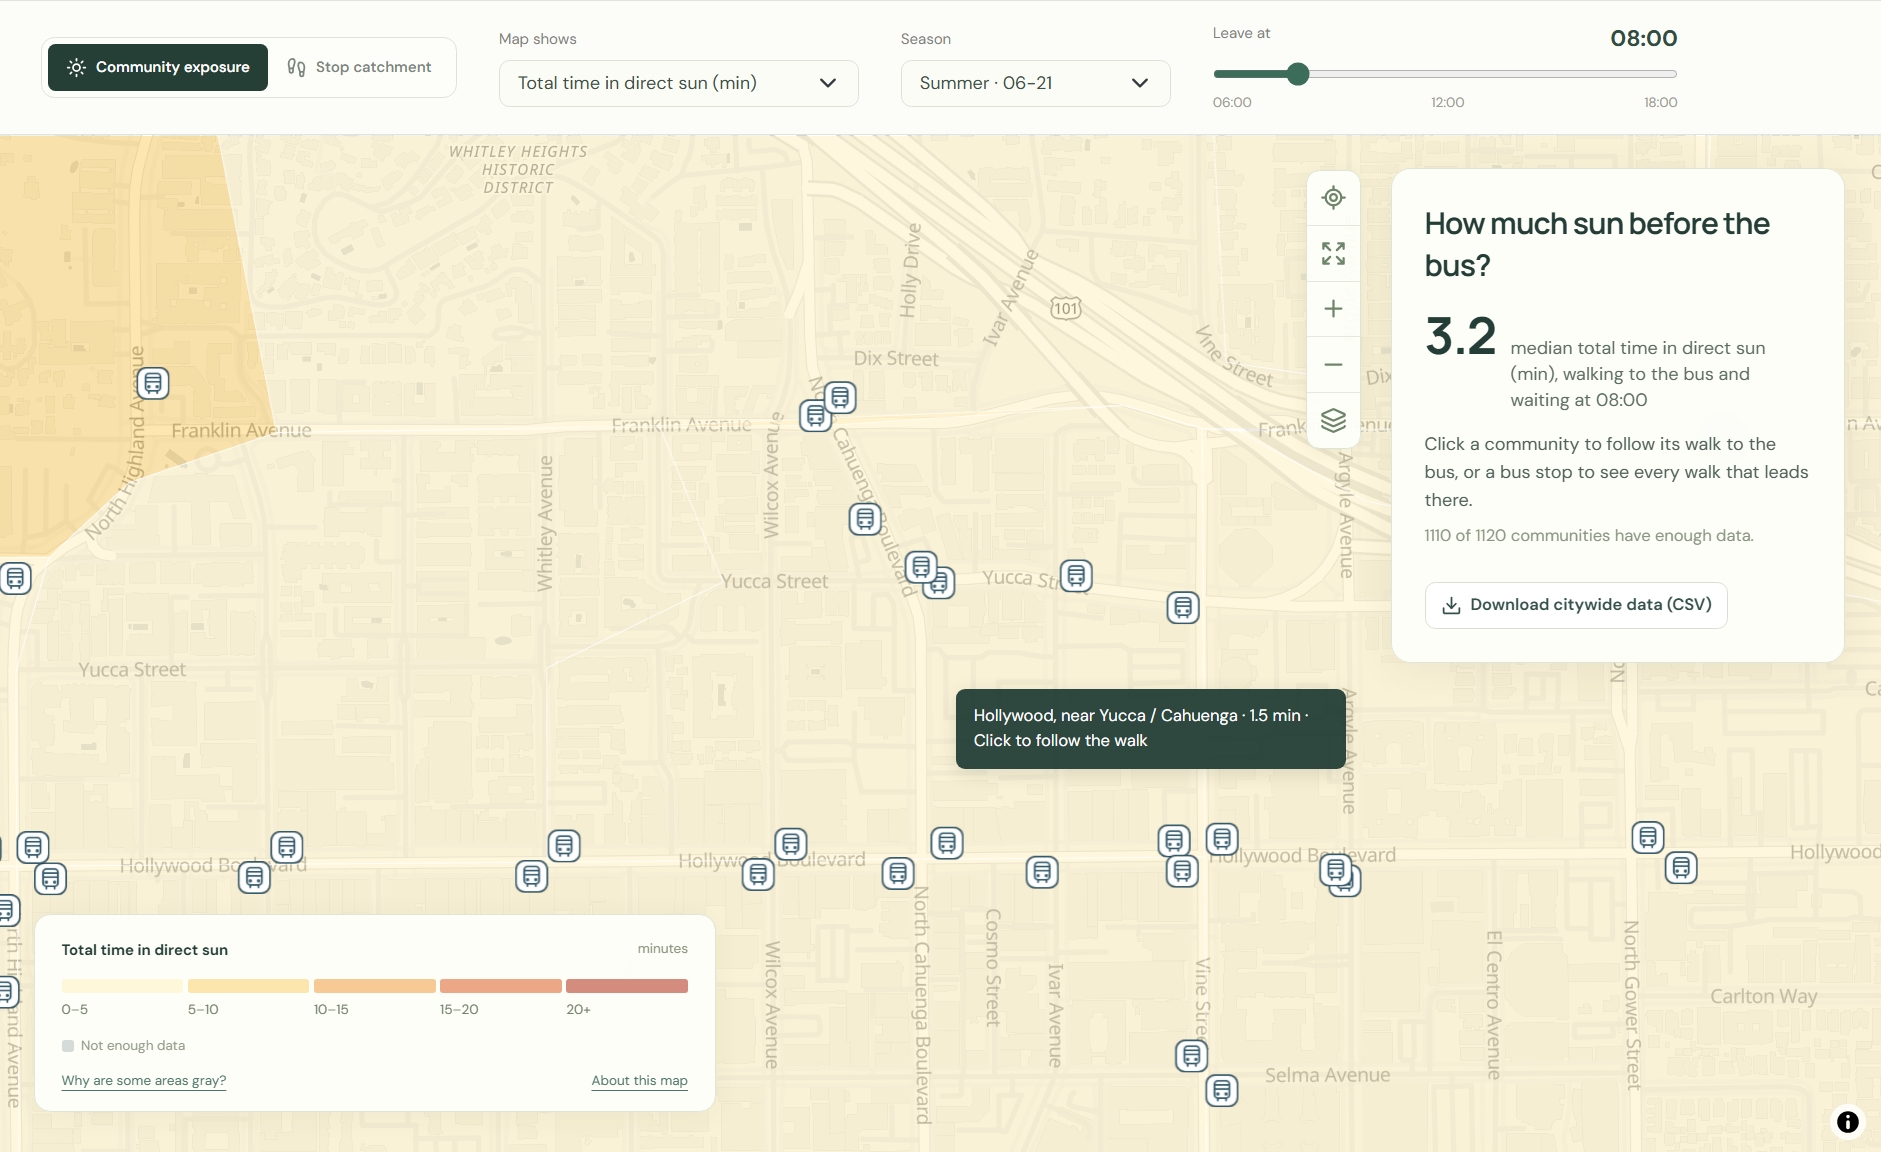 Community exposure
Stop catchment
Map shows
Total time in direct sun (min)
Season
Summer · 06-21
Leave at
08:00
06:00
12:00
18:00
WHITLEY HEIGHTS
HISTORIC
DISTRICT
Holly Drive
Ivar Avenue
101
Vine Street
Dix Street
Dix
North Highland Avenue
Franklin Avenue
Franklin Avenue
Wilcox Avenue
Cahuenga Boulevard
Whitley Avenue
Argyle Avenue
Yucca Street
Yucca Street
Yucca Street
How much sun before the
bus?
3.2
median total time in direct sun
(min), walking to the bus and
waiting at 08:00
Click a community to follow its walk to the
bus, or a bus stop to see every walk that leads
there.
1110 of 1120 communities have enough data.
Download citywide data (CSV)
Hollywood, near Yucca / Cahuenga · 1.5 min ·
Click to follow the walk
Argyle Avenue
Hollywood Boulevard
Hollywood Boulevard
Hollywood Boulevard
Hollywood
Wilcox Avenue
North Cahuenga Boulevard
Cosmo Street
Ivar Avenue
Vine Street
El Centro Avenue
North Gower Street
Carlton Way
Selma Avenue
Total time in direct sun
minutes
0–5
5–10
10–15
15–20
20+
Not enough data
Why are some areas gray?
About this map